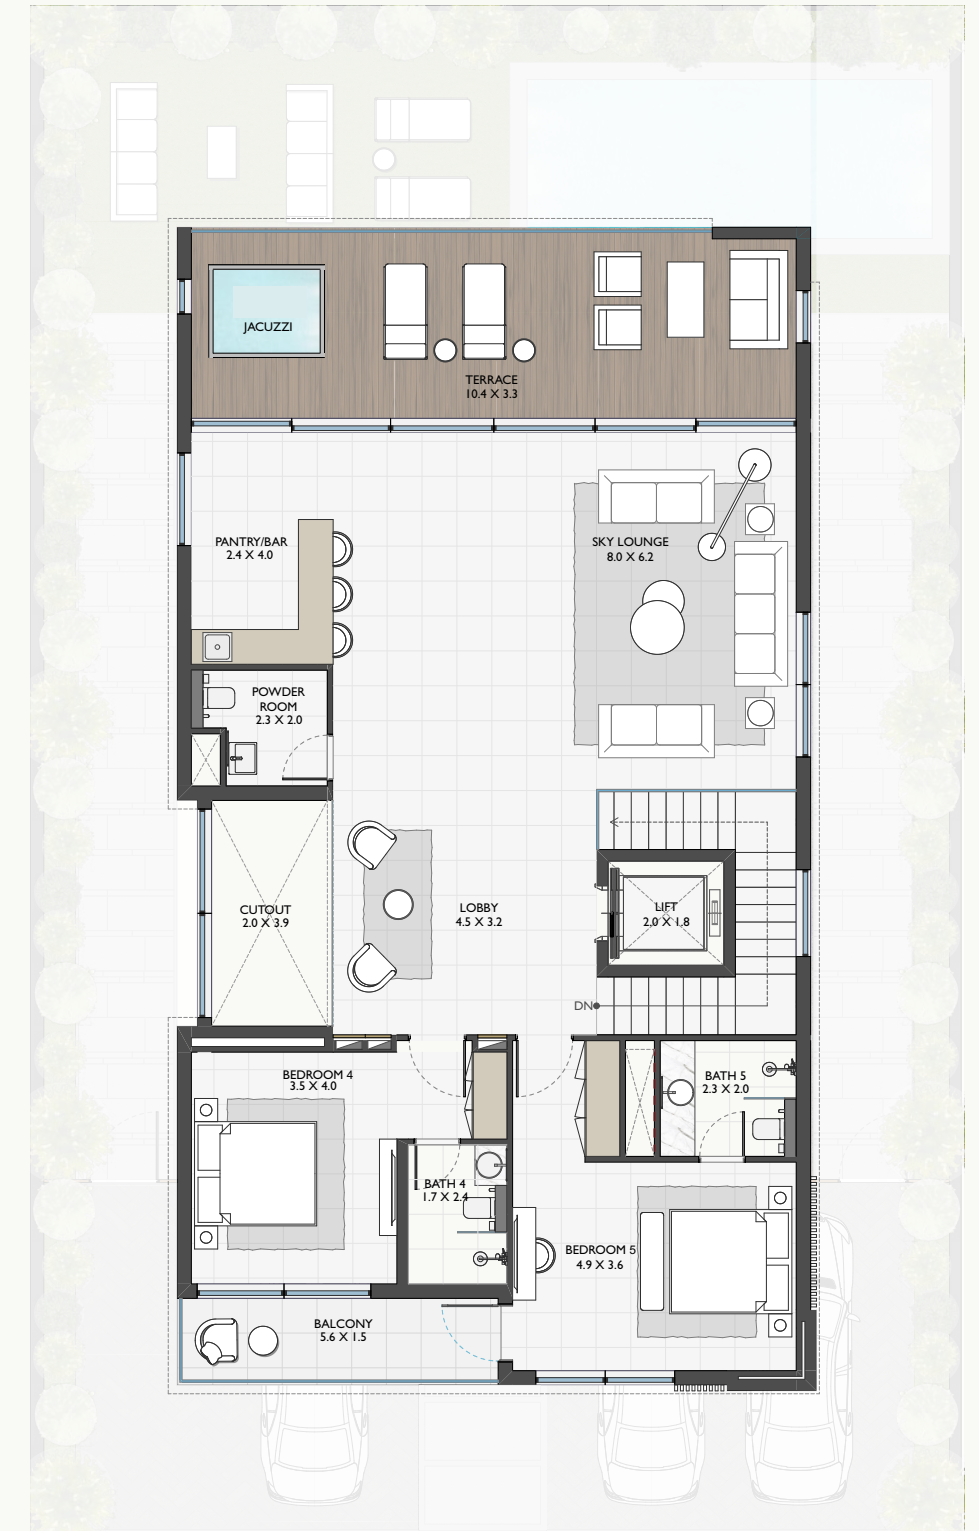 JACUZZI
TERRACE
10.4 X 3.3
PANTRY/BAR
2.4 X 4.0
SKY LOUNGE
8.0 X 6.2
POWDER
ROOM
2.3 X 2.0
CUTOUT
2.0 X 3.9
LOBBY
4.5 X 3.2
LIFT
2.0 X 1.8
DN
BEDROOM 4
3.5 X 4.0
BATH 5
2.3 X 2.0
BATH 4
1.7 X 2.4
BEDROOM 5
4.9 X 3.6
BALCONY
5.6 X 1.5